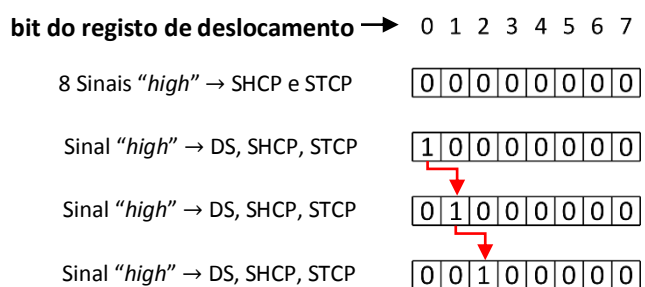 bit do registo de deslocamento → 0 1 2 3 4 5 6 7
8 Sinais “high” → SHCP e STCP 0 0 0 0 0 0 0 0
Sinal “high” → DS, SHCP, STCP 1 0 0 0 0 0 0 0
Sinal “high” → DS, SHCP, STCP 0 1 0 0 0 0 0 0
Sinal “high” → DS, SHCP, STCP 0 0 1 0 0 0 0 0